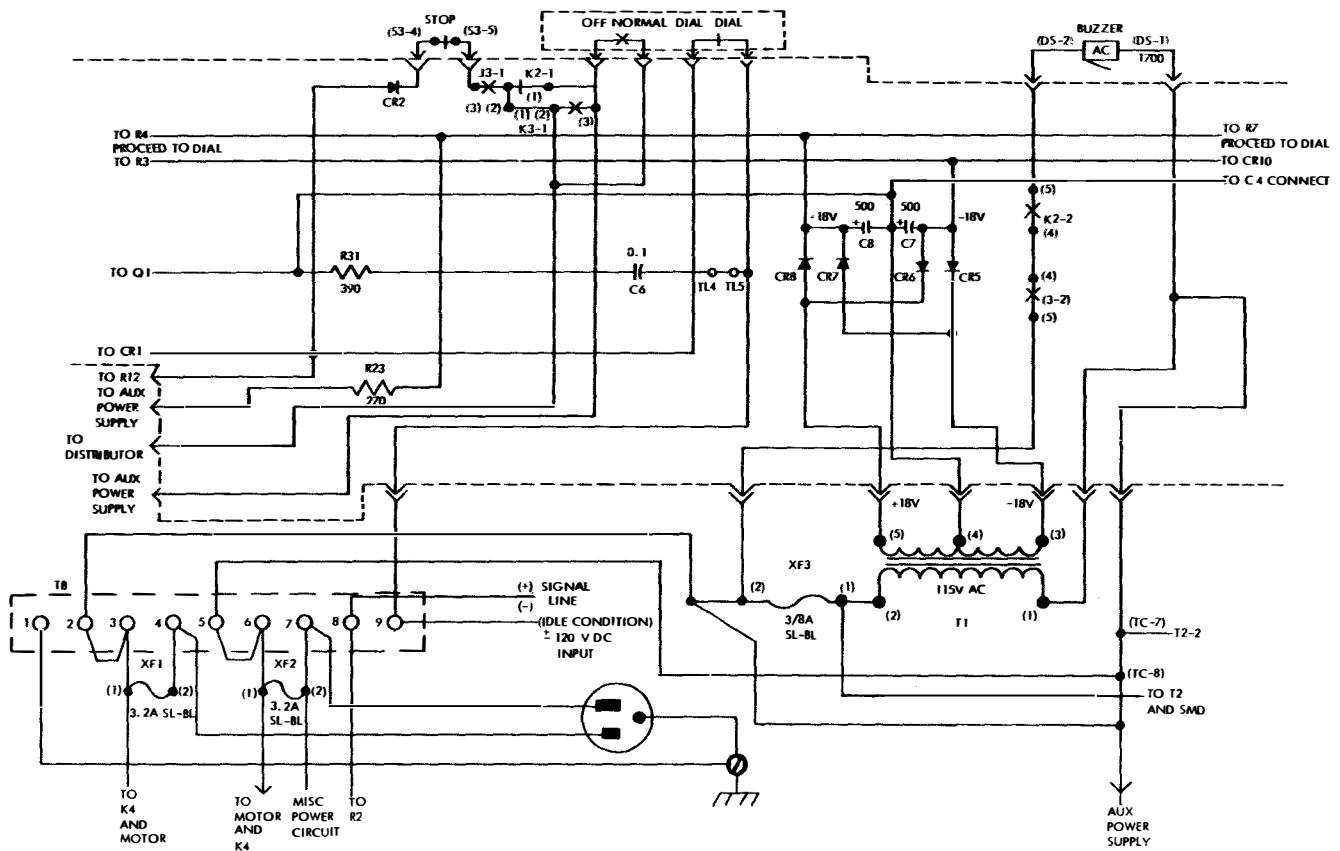 STOP
(S3-4) (S3-5)
OFF NORMAL DIAL DIAL
BUZZER
(DS-2) AC (DS-1)
1700
J3-1 K2-1
CR2
(1)
(3) (2) (1) (2) (3)
K3-1
TO R4
PROCEED TO DIAL
TO R3
TO R7
PROCEED TO DIAL
TO CR10
TO C4 CONNECT
500 500
-18V + + -18V
C8 C7
(5)
K2-2
(4)
R31
390
0.1
C6
TO Q1
TL4 TL5
CR8 CR7 CR6 CR5
(4)
(3-2)
(5)
TO CR1
TO R12
TO AUX
POWER
SUPPLY
R23
270
TO
DISTRIBUTOR
TO AUX
POWER
SUPPLY
+18V -18V
(5) (4) (3)
XF3
(2) (1)
3/8A
SL-BL
115V AC
(2) (1)
T1
TB
1 2 3 4 5 6 7 8 9
(+) SIGNAL
(-) LINE
(IDLE CONDITION)
± 120 V DC
INPUT
XF1 XF2
(1) (2) (1) (2)
3.2A SL-BL
3.2A
SL-BL
(TC-7)
T2-2
(TC-8)
TO T2
AND SMD
TO
K4
AND
MOTOR
TO
MOTOR
AND
K4
MISC
POWER
CIRCUIT
TO
R2
AUX
POWER
SUPPLY